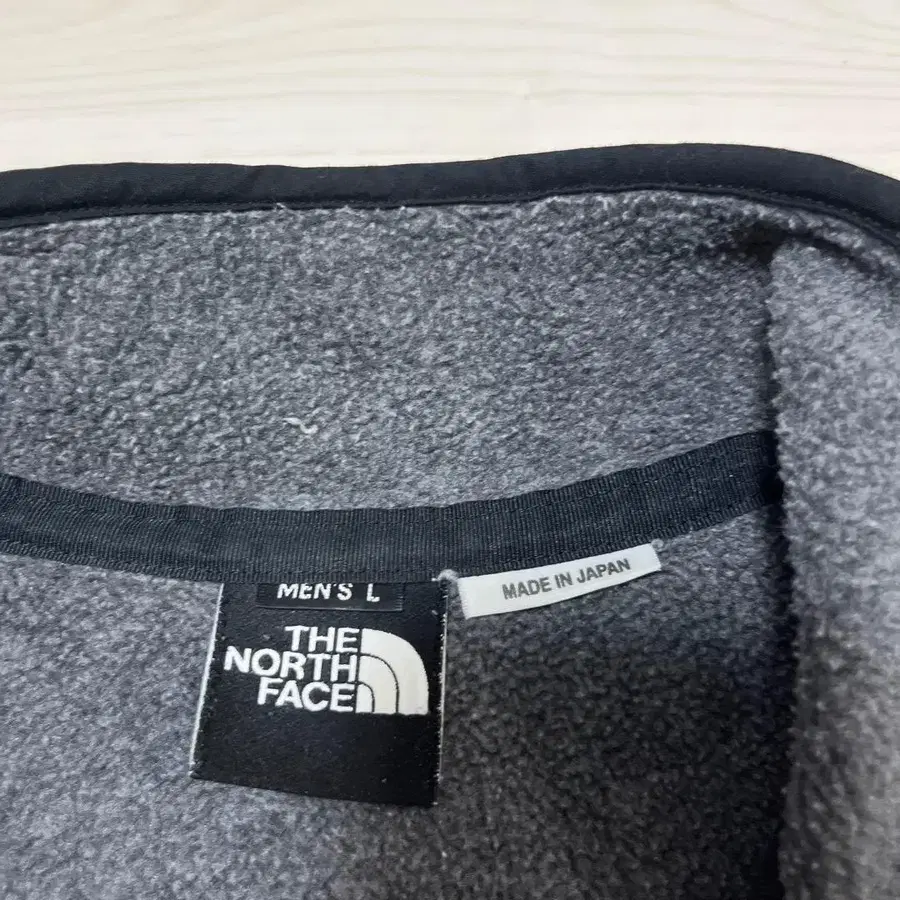 MEN'S L
THE
NORTH
FACE
MADE IN JAPAN